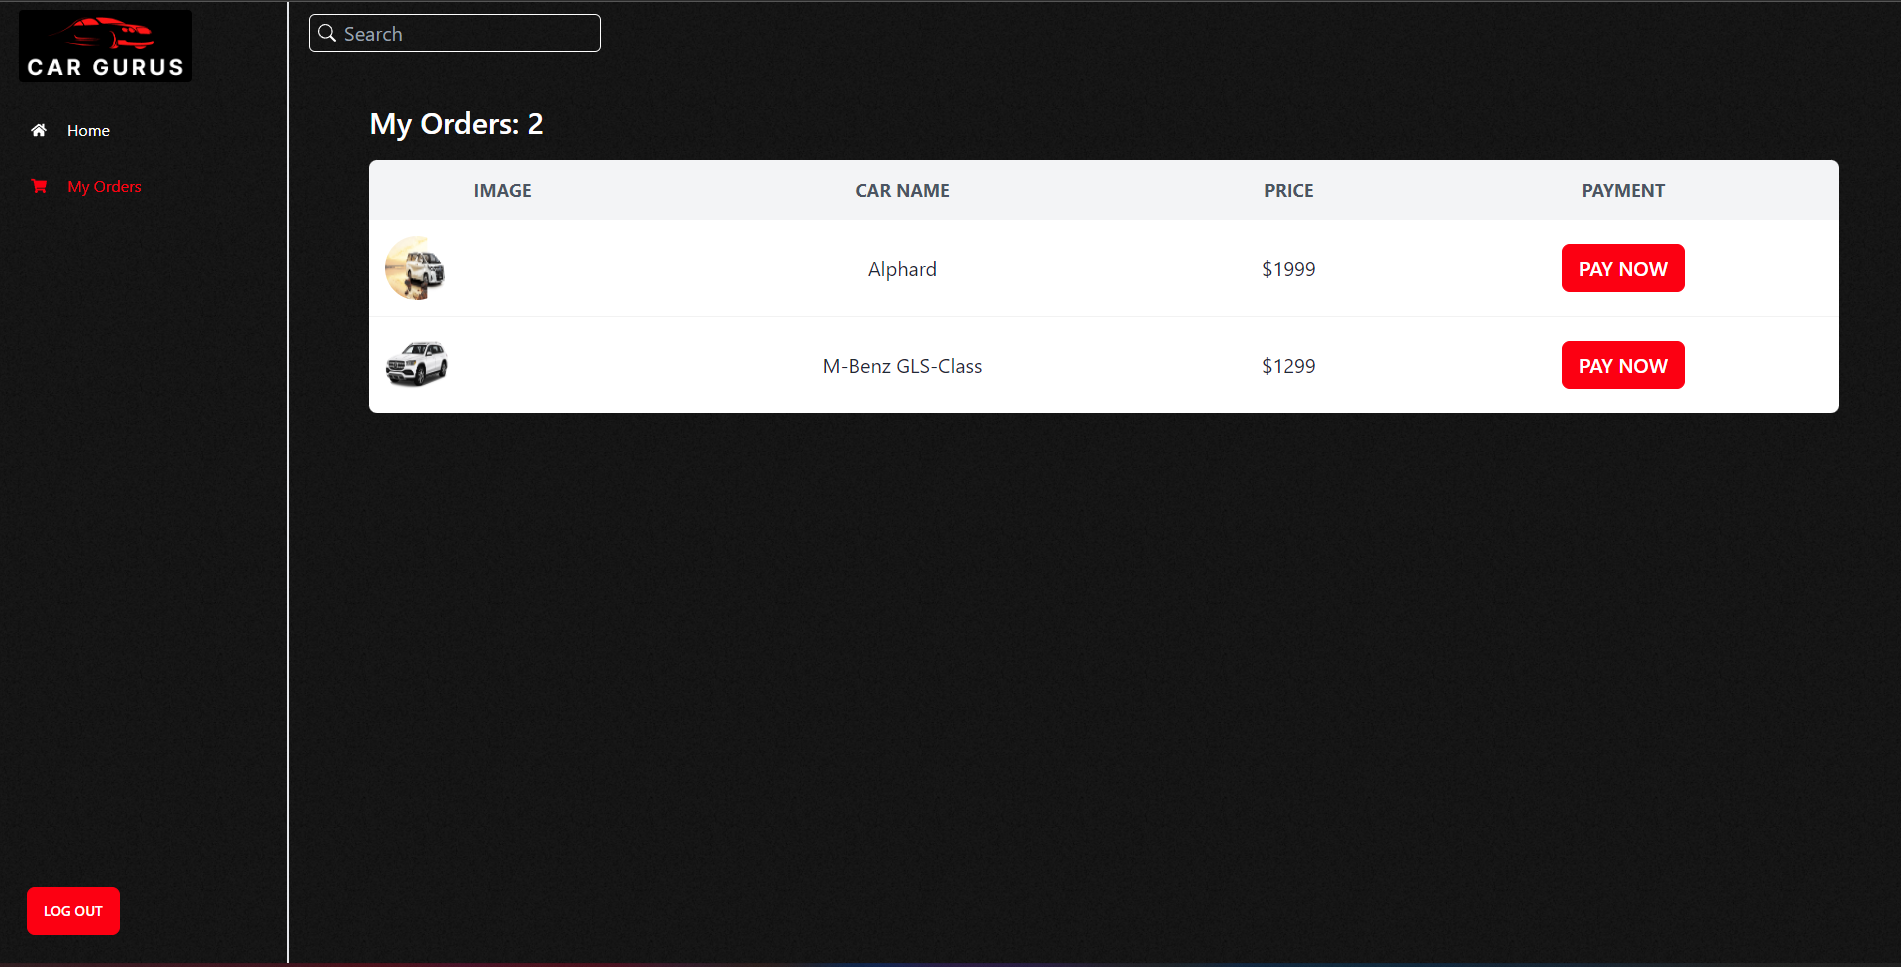 CAR GURUS
Home
My Orders
LOG OUT
Search
My Orders: 2
IMAGE CAR NAME PRICE PAYMENT
Alphard $1999 PAY NOW
M-Benz GLS-Class $1299 PAY NOW